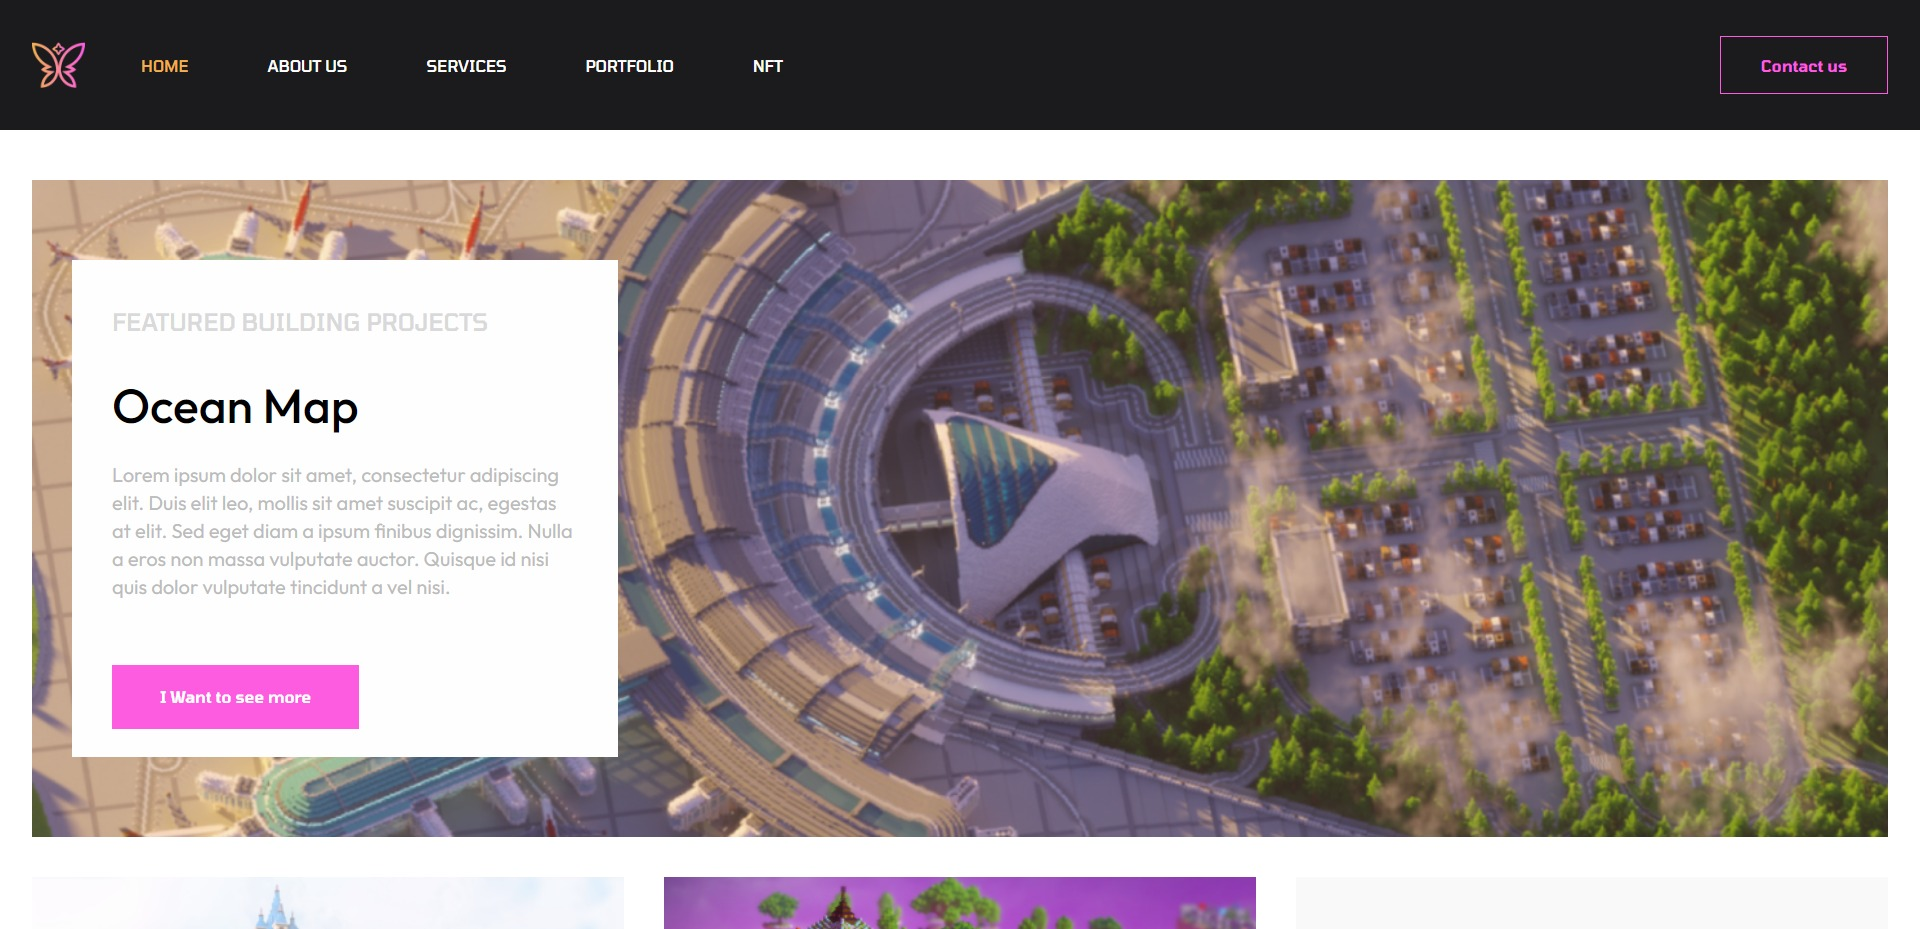 HOME
ABOUT US
SERVICES
PORTFOLIO
NFT
Contact us
FEATURED BUILDING PROJECTS
Ocean Map
Lorem ipsum dolor sit amet, consectetur adipiscing
elit. Duis elit leo, mollis sit amet suscipit ac, egestas
at elit. Sed eget diam a ipsum finibus dignissim. Nulla
a eros non massa vulputate auctor. Quisque id nisi
quis dolor vulputate tincidunt a vel nisi.
I Want to see more